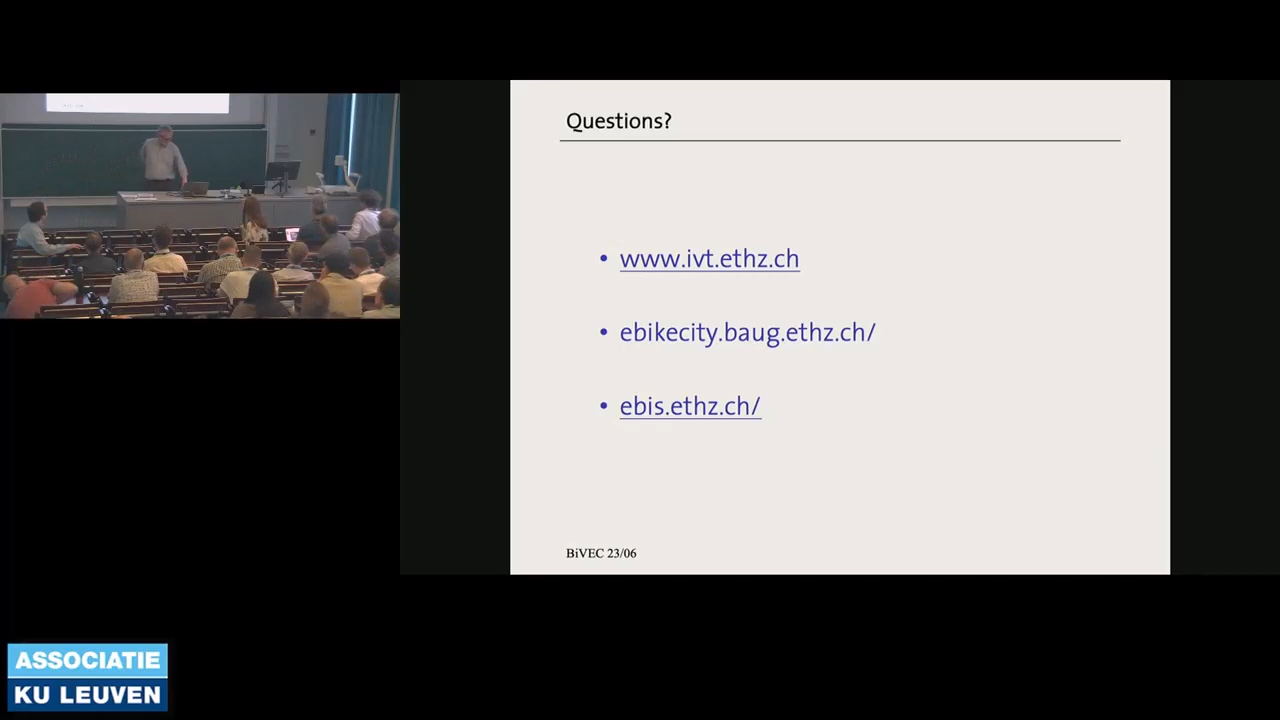 Questions?
• www.ivt.ethz.ch
• ebikecity.baug.ethz.ch/
• ebis.ethz.ch/
BiVEC 23/06
ASSOCIATIE
KU LEUVEN